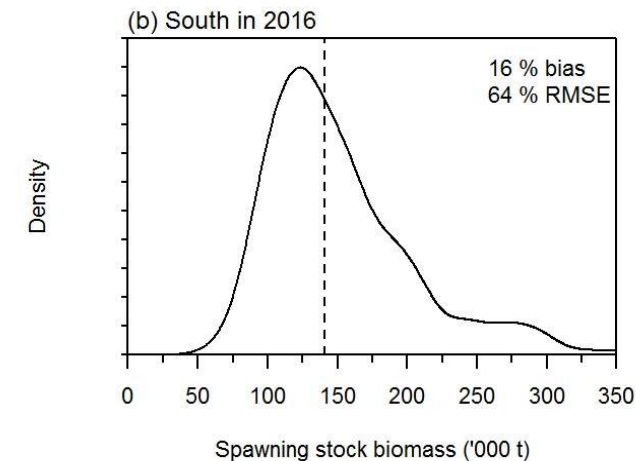 (b) South in 2016
16 % bias
64 % RMSE
Density
0 50 100 150 200 250 300 350
Spawning stock biomass ('000 t)